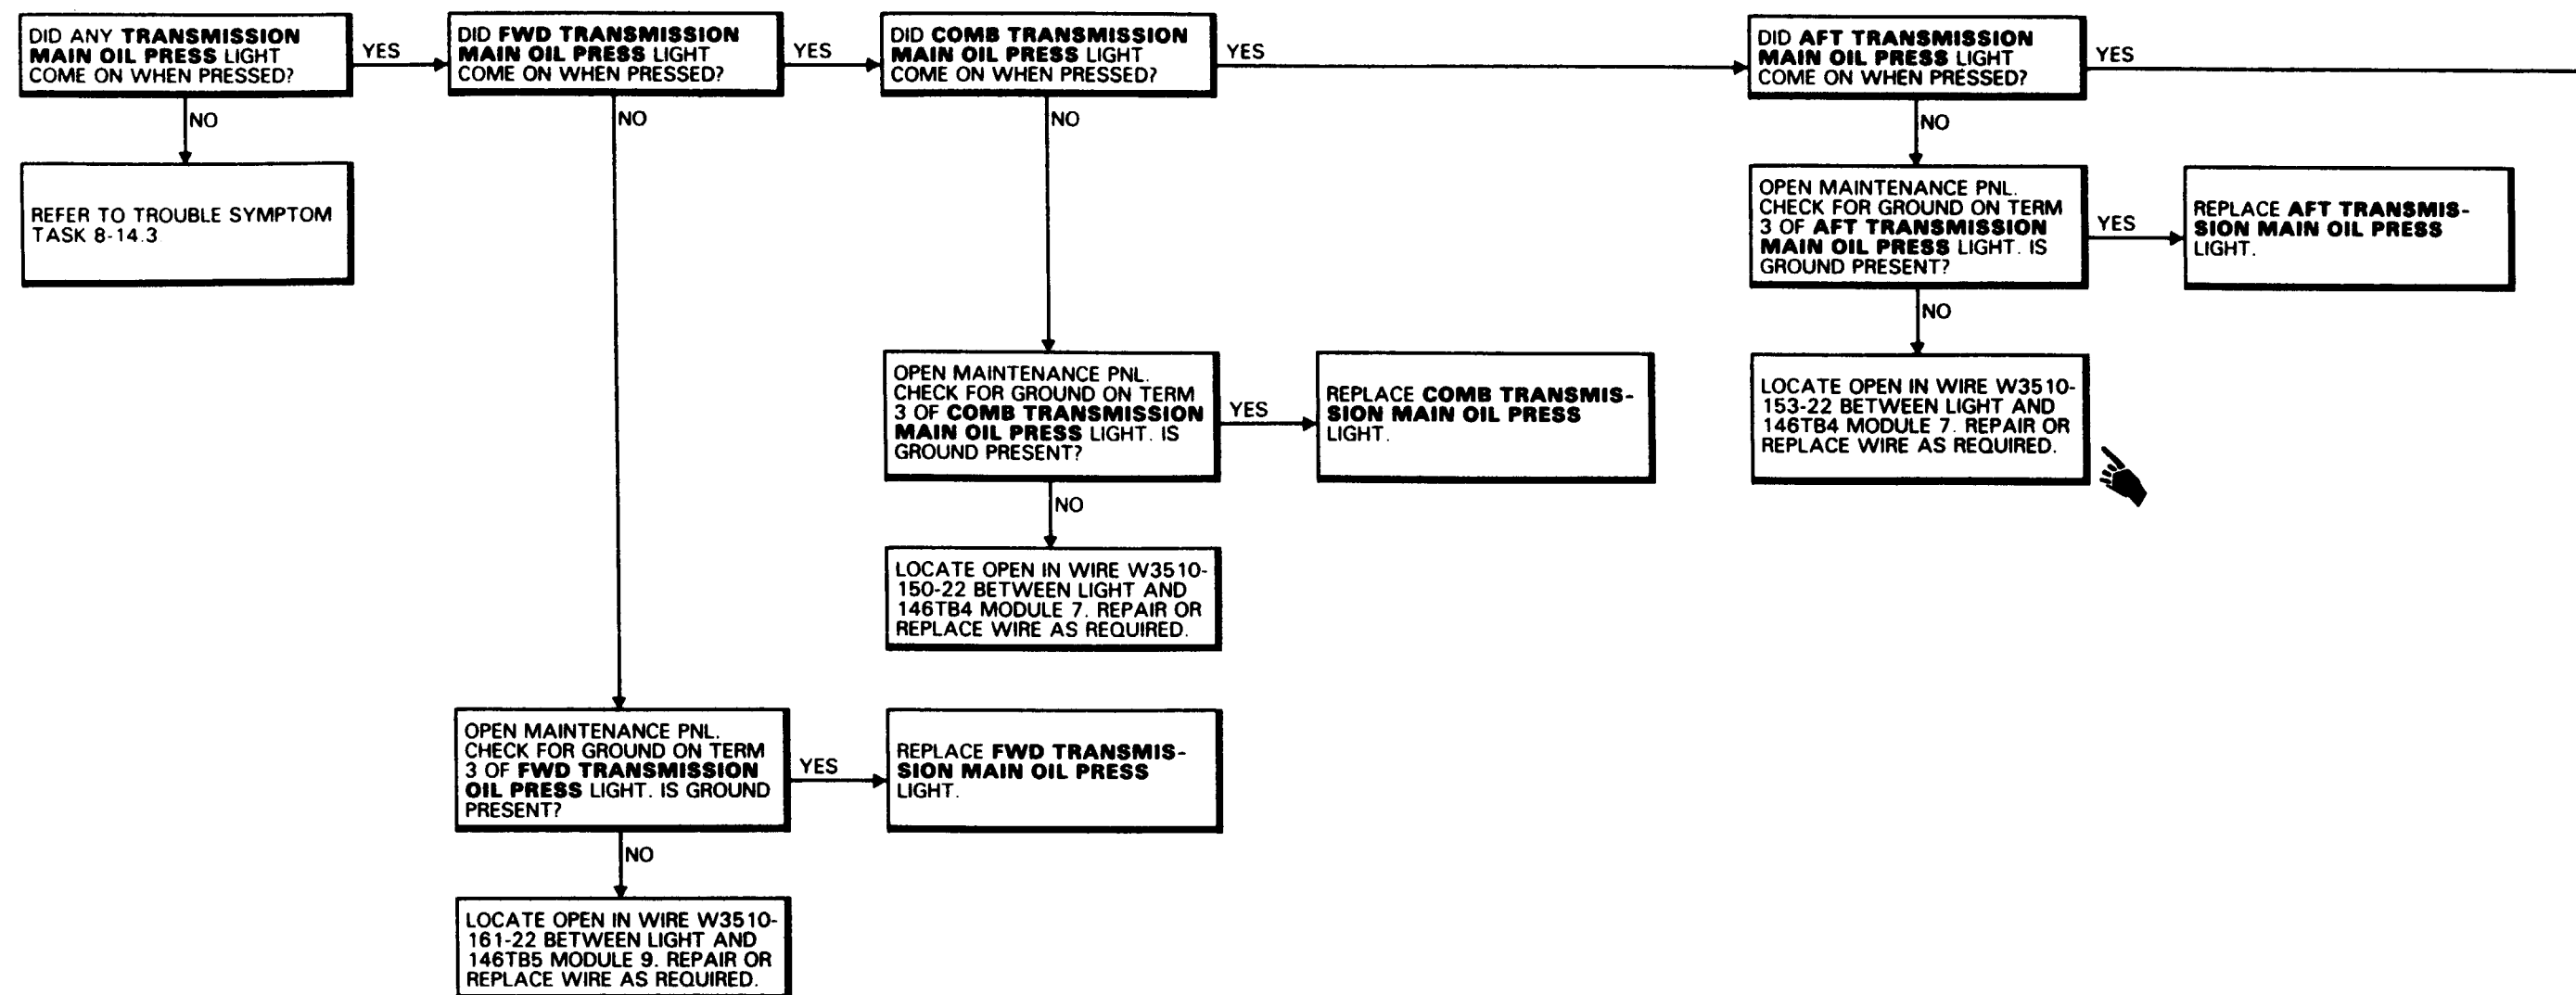 DID ANY TRANSMISSION
MAIN OIL PRESS LIGHT
COME ON WHEN PRESSED?
YES
DID FWD TRANSMISSION
MAIN OIL PRESS LIGHT
COME ON WHEN PRESSED?
YES
DID COMB TRANSMISSION
MAIN OIL PRESS LIGHT
COME ON WHEN PRESSED?
YES
DID AFT TRANSMISSION
MAIN OIL PRESS LIGHT
COME ON WHEN PRESSED?
YES
NO
NO
NO
NO
REFER TO TROUBLE SYMPTOM
TASK 8-14.3
OPEN MAINTENANCE PNL.
CHECK FOR GROUND ON TERM
3 OF AFT TRANSMISSION
MAIN OIL PRESS LIGHT. IS
GROUND PRESENT?
YES
REPLACE AFT TRANSMIS-
SION MAIN OIL PRESS
LIGHT.
NO
LOCATE OPEN IN WIRE W3510-
153-22 BETWEEN LIGHT AND
146TB4 MODULE 7. REPAIR OR
REPLACE WIRE AS REQUIRED.
OPEN MAINTENANCE PNL.
CHECK FOR GROUND ON TERM
3 OF COMB TRANSMISSION
MAIN OIL PRESS LIGHT. IS
GROUND PRESENT?
YES
REPLACE COMB TRANSMIS-
SION MAIN OIL PRESS
LIGHT.
NO
LOCATE OPEN IN WIRE W3510-
150-22 BETWEEN LIGHT AND
146TB4 MODULE 7. REPAIR OR
REPLACE WIRE AS REQUIRED.
OPEN MAINTENANCE PNL.
CHECK FOR GROUND ON TERM
3 OF FWD TRANSMISSION
OIL PRESS LIGHT. IS GROUND
PRESENT?
YES
REPLACE FWD TRANSMIS-
SION MAIN OIL PRESS
LIGHT.
NO
LOCATE OPEN IN WIRE W3510-
161-22 BETWEEN LIGHT AND
146TB5 MODULE 9. REPAIR OR
REPLACE WIRE AS REQUIRED.